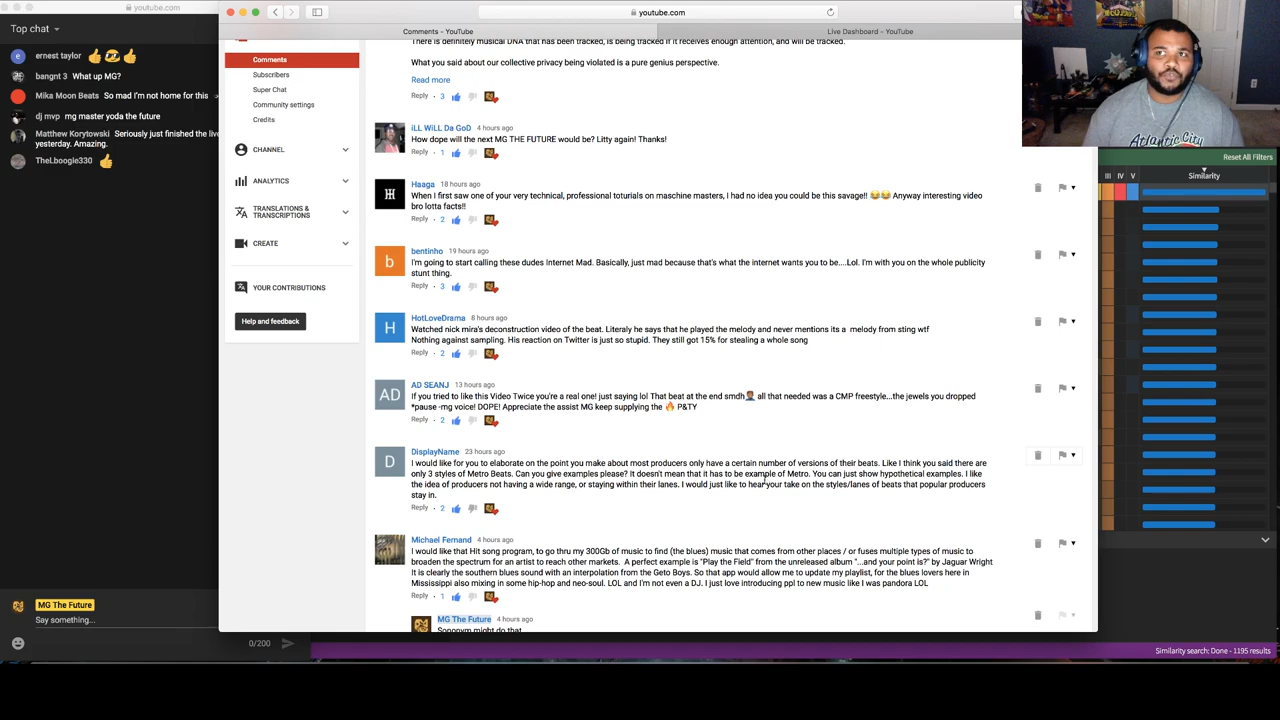 youtube.com
Top chat
ernest taylor
bangnt 3 What up MG?
Mika Moon Beats So mad I'm not home for this
dj mvp mg master yoda the future
Matthew Korytowski Seriously just finished the live
yesterday. Amazing.
TheLboogie330
MG The Future
Say something...
0/200
youtube.com
Comments - YouTube
Live Dashboard - YouTube
Comments
Subscribers
Super Chat
Community settings
Credits
CHANNEL
ANALYTICS
TRANSLATIONS &
TRANSCRIPTIONS
CREATE
YOUR CONTRIBUTIONS
Help and feedback
There is definitely musical DNA that has been tracked, is being tracked if it receives enough attention, and will be tracked.
What you said about our collective privacy being violated is a pure genius perspective.
Read more
Reply · 3
iLL WiLL Da GoD 4 hours ago
How dope will the next MG THE FUTURE would be? Litty again! Thanks!
Reply · 1
Haaga 18 hours ago
When I first saw one of your very technical, professional toturials on maschine masters, I had no idea you could be this savage!! 😂😂 Anyway interesting video
bro lotta facts!!
Reply · 2
bentinho 19 hours ago
I'm going to start calling these dudes Internet Mad. Basically, just mad because that's what the internet wants you to be....Lol. I'm with you on the whole publicity
stunt thing.
Reply · 3
HotLoveDrama 8 hours ago
Watched nick mira's deconstruction video of the beat. Literaly he says that he played the melody and never mentions its a melody from sting wtf
Nothing against sampling. His reaction on Twitter is just so stupid. They still got 15% for stealing a whole song
Reply · 2
AD SEANJ 13 hours ago
AD
If you tried to like this Video Twice you're a real one! just saying lol That beat at the end smdh🤦🏽‍♂️ all that needed was a CMP freestyle...the jewels you dropped
*pause -mg voice! DOPE! Appreciate the assist MG keep supplying the 🔥 P&TY
Reply · 2
DisplayName 23 hours ago
I would like for you to elaborate on the point you make about most producers only have a certain number of versions of their beats. Like I think you said there are
only 3 styles of Metro Beats. Can you give examples please? It doesn't mean that it has to be example of Metro. You can just show hypothetical examples. I like
the idea of producers not having a wide range, or staying within their lanes. I would just like to hear your take on the styles/lanes of beats that popular producers
stay in.
Reply · 2
Michael Fernand 4 hours ago
I would like that Hit song program, to go thru my 300Gb of music to find (the blues) music that comes from other places / or fuses multiple types of music to
broaden the spectrum for an artist to reach other markets. A perfect example is "Play the Field" from the unreleased album "...and your point is?" by Jaguar Wright
It is clearly the southern blues sound with an interpolation from the Geto Boys. So that app would allow me to update my playlist, for the blues lovers here in
Mississippi also mixing in some hip-hop and neo-soul. LOL and I'm not even a DJ. I just love introducing ppl to new music like I was pandora LOL
Reply · 1
MG The Future 4 hours ago
Sononym might do that
Atlantic City
Reset All Filters
III IV V Similarity
Similarity search: Done - 1195 results